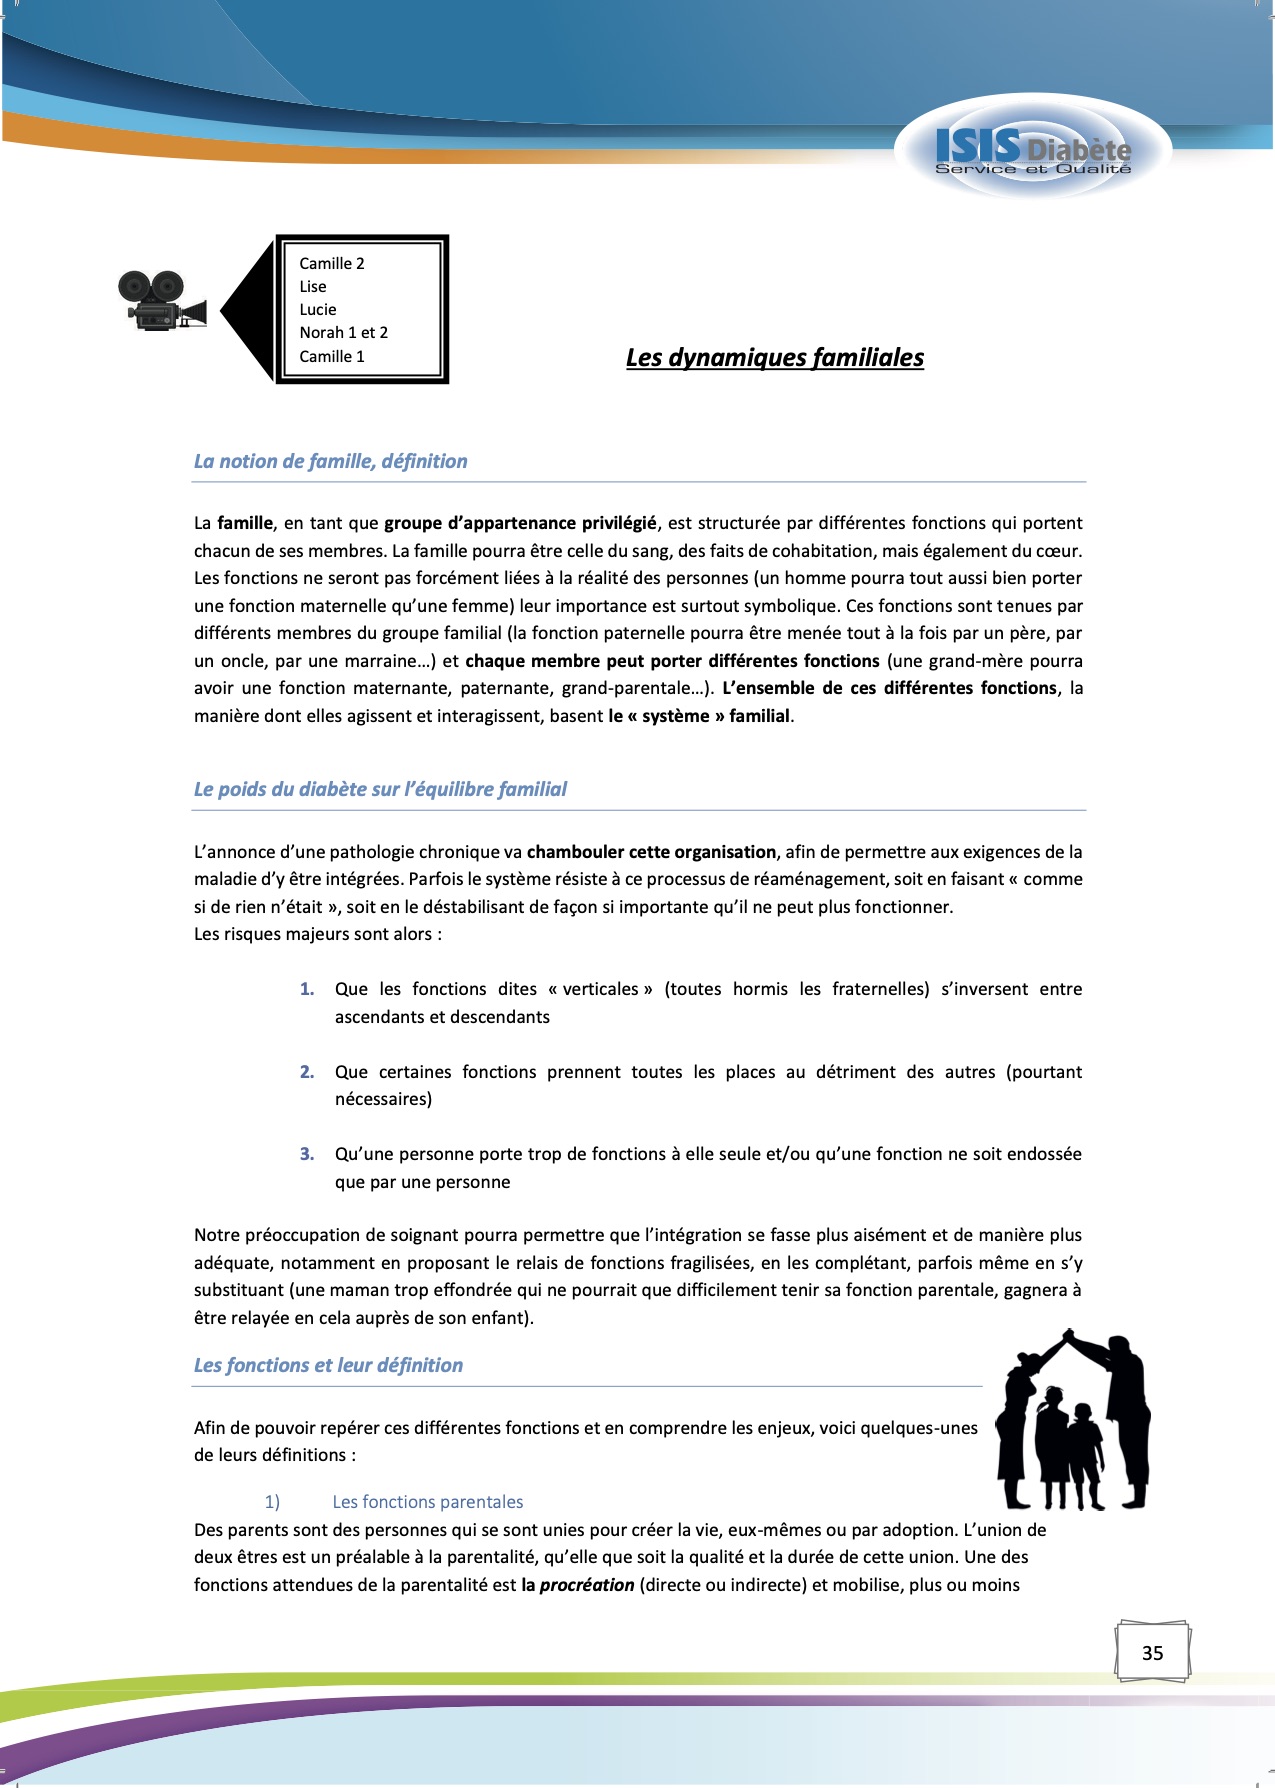 ISIS Diabète
Service et Qualité
Camille 2
Lise
Lucie
Norah 1 et 2
Camille 1
Les dynamiques familiales
La notion de famille, définition
La famille, en tant que groupe d’appartenance privilégié, est structurée par différentes fonctions qui portent
chacun de ses membres. La famille pourra être celle du sang, des faits de cohabitation, mais également du cœur.
Les fonctions ne seront pas forcément liées à la réalité des personnes (un homme pourra tout aussi bien porter
une fonction maternelle qu’une femme) leur importance est surtout symbolique. Ces fonctions sont tenues par
différents membres du groupe familial (la fonction paternelle pourra être menée tout à la fois par un père, par
un oncle, par une marraine…) et chaque membre peut porter différentes fonctions (une grand-mère pourra
avoir une fonction maternante, paternante, grand-parentale…). L’ensemble de ces différentes fonctions, la
manière dont elles agissent et interagissent, basent le « système » familial.
Le poids du diabète sur l’équilibre familial
L’annonce d’une pathologie chronique va chambouler cette organisation, afin de permettre aux exigences de la
maladie d’y être intégrées. Parfois le système résiste à ce processus de réaménagement, soit en faisant « comme
si de rien n’était », soit en le déstabilisant de façon si importante qu’il ne peut plus fonctionner.
Les risques majeurs sont alors :
1. Que les fonctions dites « verticales » (toutes hormis les fraternelles) s’inversent entre
ascendants et descendants
2. Que certaines fonctions prennent toutes les places au détriment des autres (pourtant
nécessaires)
3. Qu’une personne porte trop de fonctions à elle seule et/ou qu’une fonction ne soit endossée
que par une personne
Notre préoccupation de soignant pourra permettre que l’intégration se fasse plus aisément et de manière plus
adéquate, notamment en proposant le relais de fonctions fragilisées, en les complétant, parfois même en s’y
substituant (une maman trop effondrée qui ne pourrait que difficilement tenir sa fonction parentale, gagnera à
être relayée en cela auprès de son enfant).
Les fonctions et leur définition
Afin de pouvoir repérer ces différentes fonctions et en comprendre les enjeux, voici quelques-unes
de leurs définitions :
1) Les fonctions parentales
Des parents sont des personnes qui se sont unies pour créer la vie, eux-mêmes ou par adoption. L’union de
deux êtres est un préalable à la parentalité, qu’elle que soit la qualité et la durée de cette union. Une des
fonctions attendues de la parentalité est la procréation (directe ou indirecte) et mobilise, plus ou moins
35